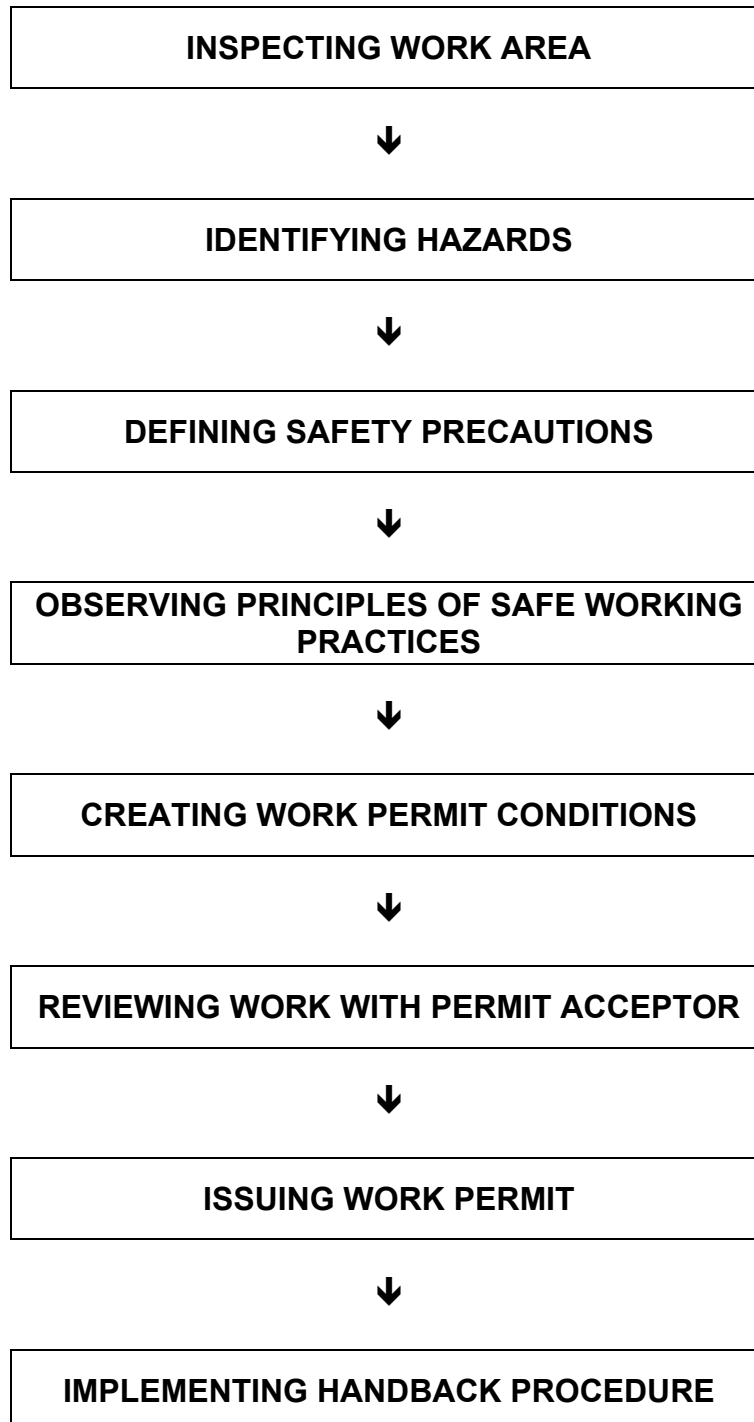 INSPECTING WORK AREA
IDENTIFYING HAZARDS
DEFINING SAFETY PRECAUTIONS
OBSERVING PRINCIPLES OF SAFE WORKING
PRACTICES
CREATING WORK PERMIT CONDITIONS
REVIEWING WORK WITH PERMIT ACCEPTOR
ISSUING WORK PERMIT
IMPLEMENTING HANDBACK PROCEDURE